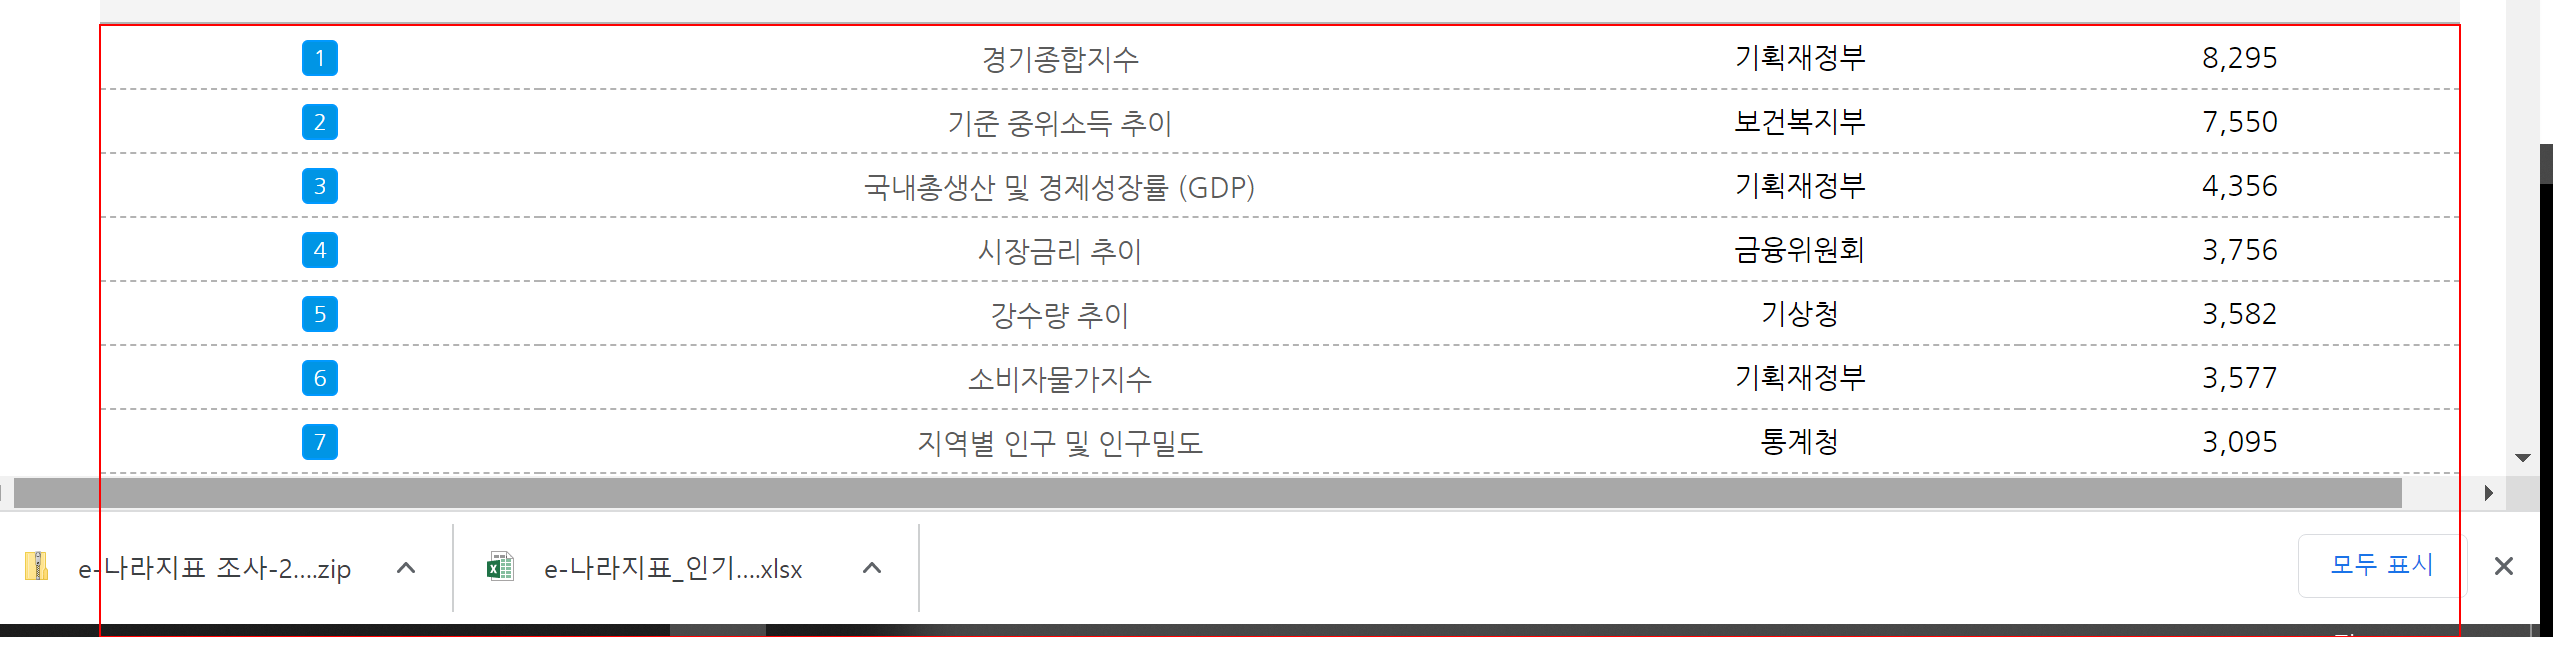 1 경기종합지수 기획재정부 8,295
2 기준 중위소득 추이 보건복지부 7,550
3 국내총생산 및 경제성장률 (GDP) 기획재정부 4,356
4 시장금리 추이 금융위원회 3,756
5 강수량 추이 기상청 3,582
6 소비자물가지수 기획재정부 3,577
7 지역별 인구 및 인구밀도 통계청 3,095
e-나라지표 조사-2....zip e-나라지표_인기....xlsx 모두 표시